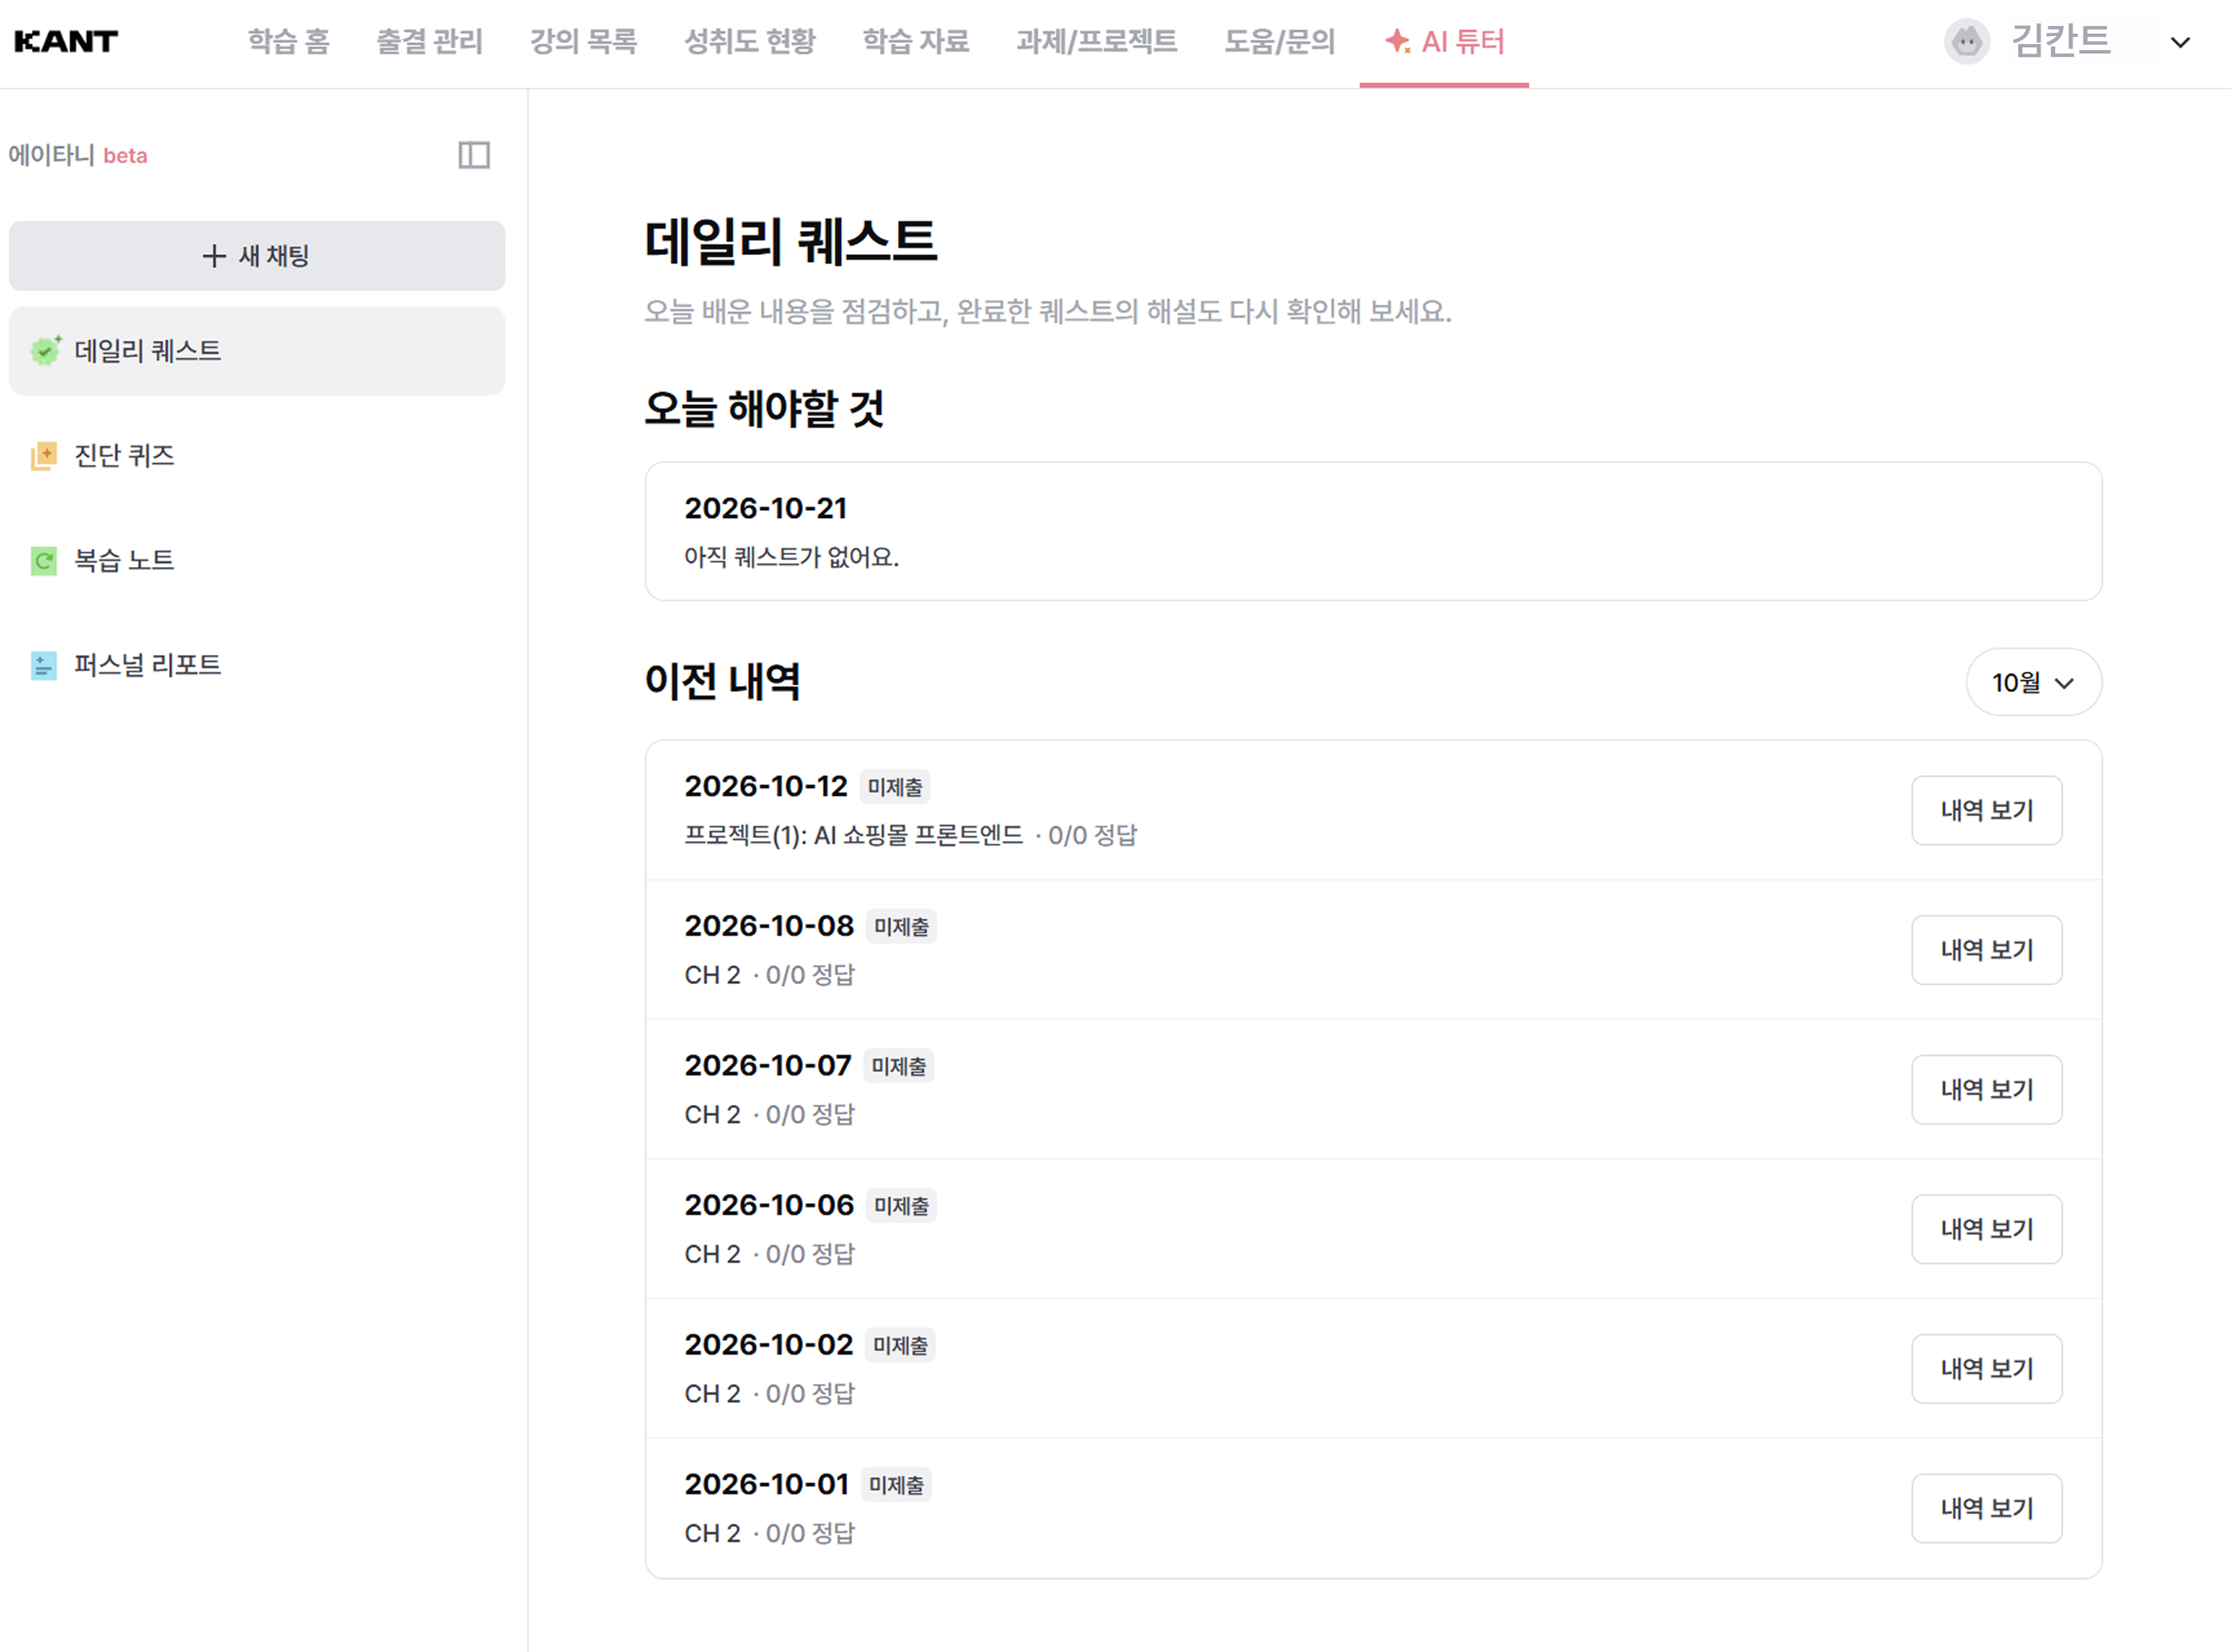 KANT 학습 홈 출결 관리 강의 목록 성취도 현황 학습 자료 과제/프로젝트 도움/문의 AI 튜터 김칸트
에이타니 beta
새 채팅
데일리 퀘스트
진단 퀴즈
복습 노트
퍼스널 리포트
데일리 퀘스트
오늘 배운 내용을 점검하고, 완료한 퀘스트의 해설도 다시 확인해 보세요.
오늘 해야할 것
2026-10-21
아직 퀘스트가 없어요.
이전 내역 10월
2026-10-12 미제출
프로젝트(1): AI 쇼핑몰 프론트엔드 · 0/0 정답
내역 보기
2026-10-08 미제출
CH 2 · 0/0 정답
내역 보기
2026-10-07 미제출
CH 2 · 0/0 정답
내역 보기
2026-10-06 미제출
CH 2 · 0/0 정답
내역 보기
2026-10-02 미제출
CH 2 · 0/0 정답
내역 보기
2026-10-01 미제출
CH 2 · 0/0 정답
내역 보기